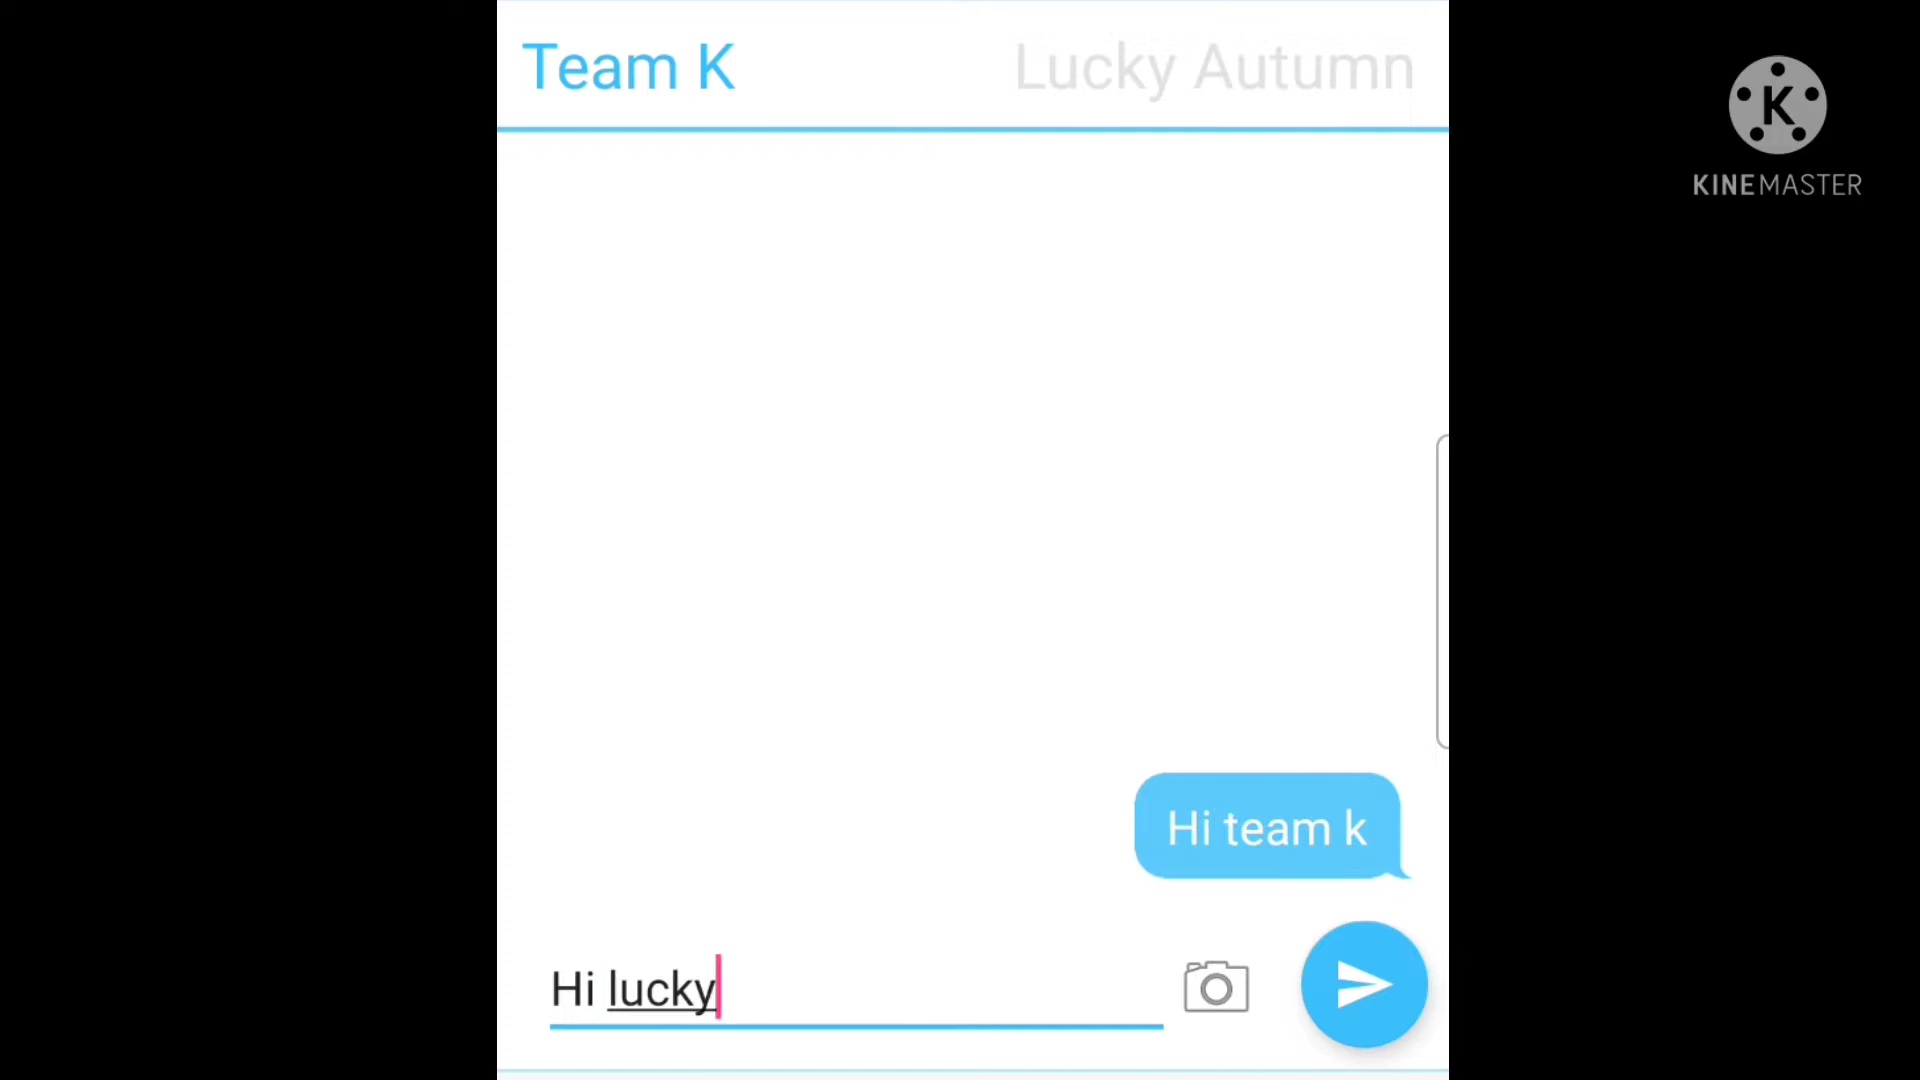 Team K
Lucky Autumn
K
KINEMASTER
Hi team k
Hi lucky